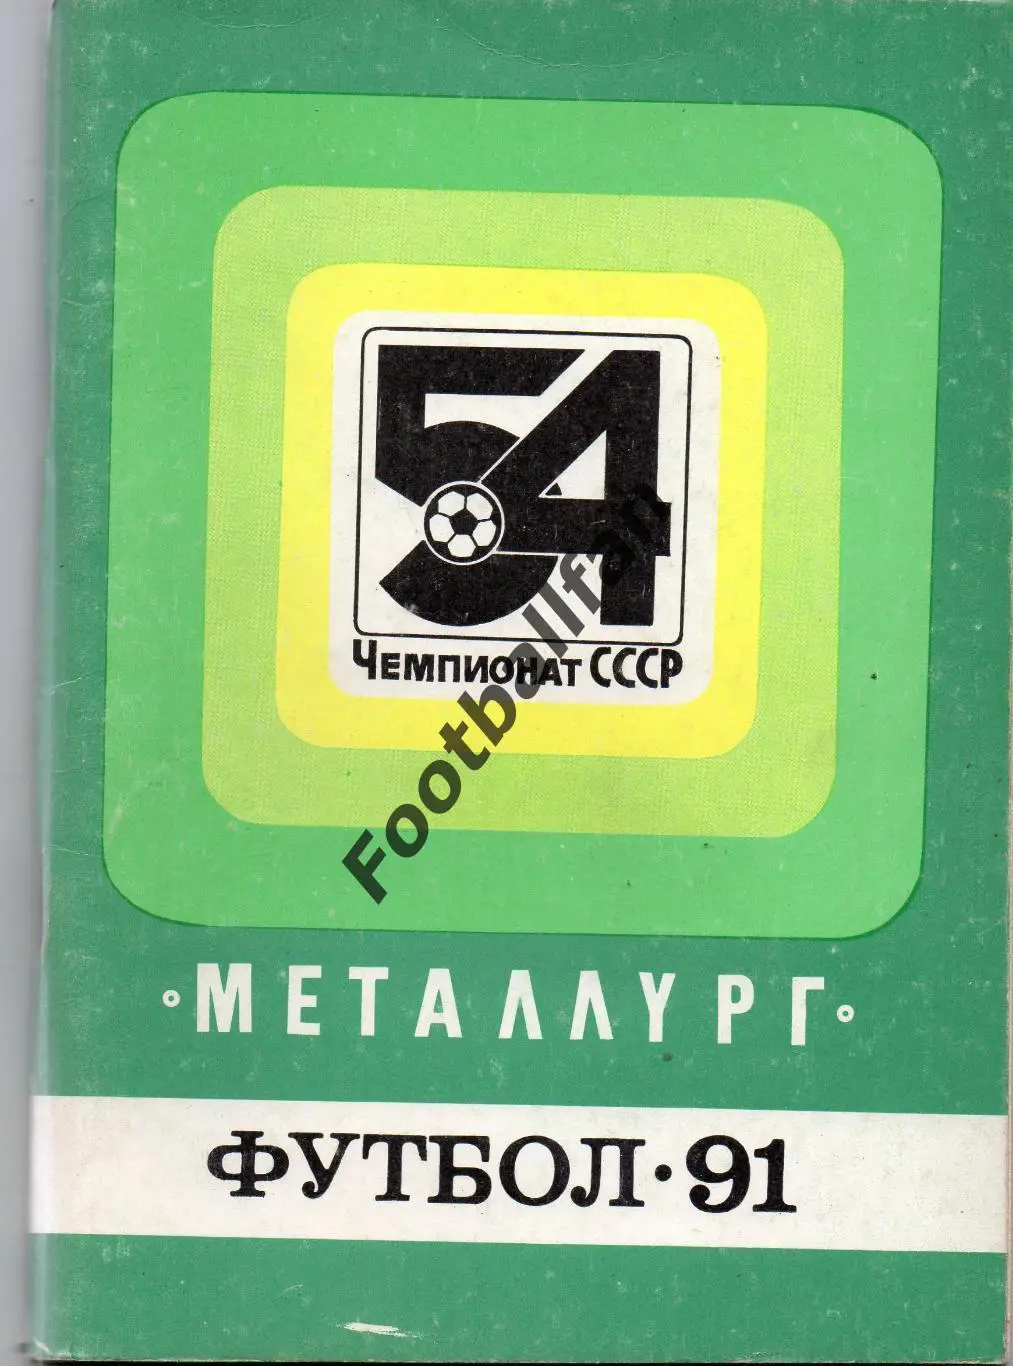 54
Чемпионат СССР
Footballfan
МЕТАЛЛУРГ
ФУТБОЛ·91